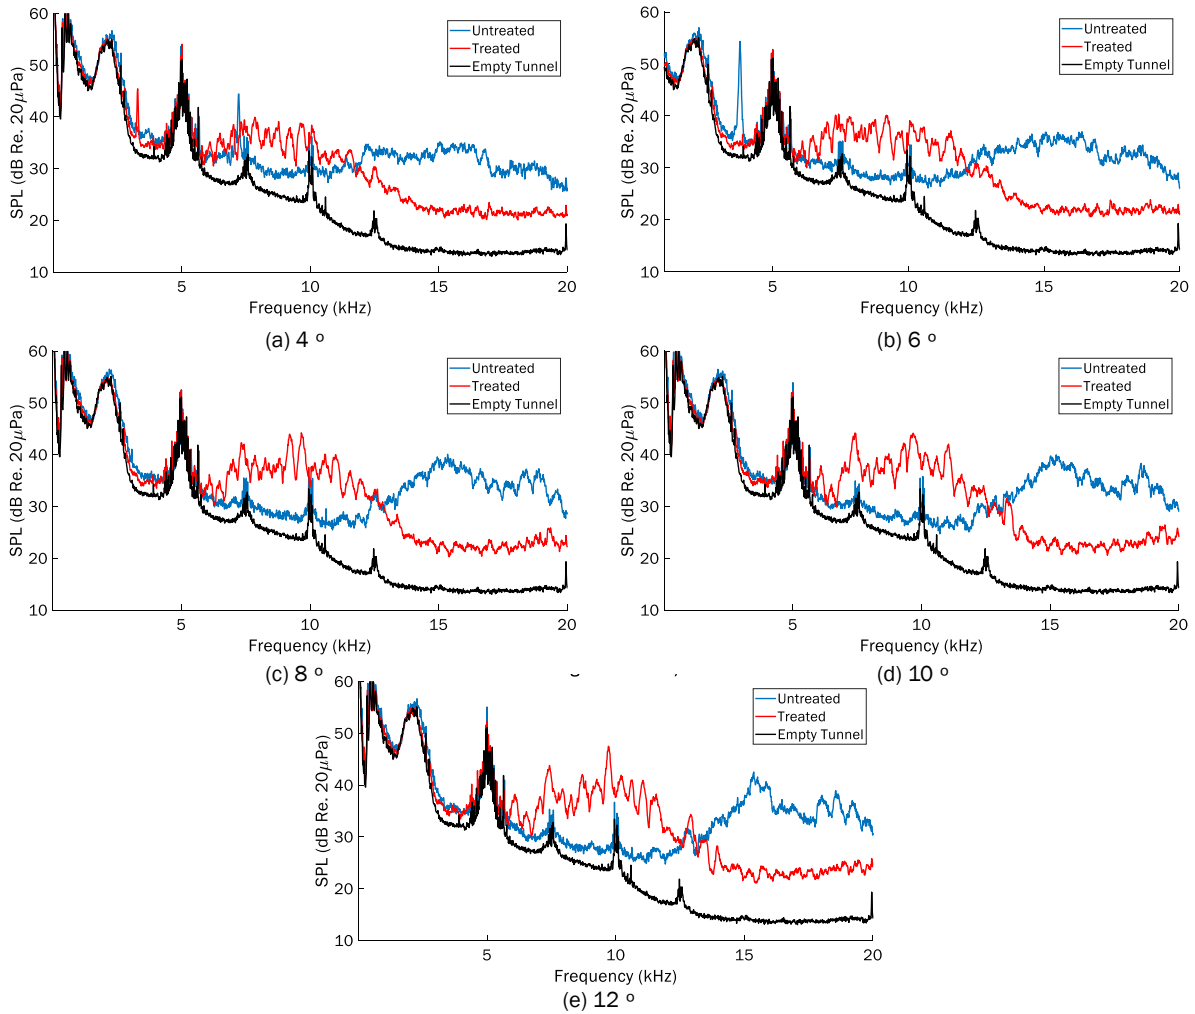 60
50
40
30
20
10
SPL (dB Re. 20μPa)
Untreated
Treated
Empty Tunnel
5
10
15
20
Frequency (kHz)
(a) 4 º
60
50
40
30
20
10
SPL (dB Re. 20μPa)
Untreated
Treated
Empty Tunnel
5
10
15
20
Frequency (kHz)
(b) 6 º
60
50
40
30
20
10
SPL (dB Re. 20μPa)
Untreated
Treated
Empty Tunnel
5
10
15
20
Frequency (kHz)
(c) 8 º
60
50
40
30
20
10
SPL (dB Re. 20μPa)
Untreated
Treated
Empty Tunnel
5
10
15
20
Frequency (kHz)
(d) 10 º
60
50
40
30
20
10
SPL (dB Re. 20μPa)
Untreated
Treated
Empty Tunnel
5
10
15
20
Frequency (kHz)
(e) 12 º